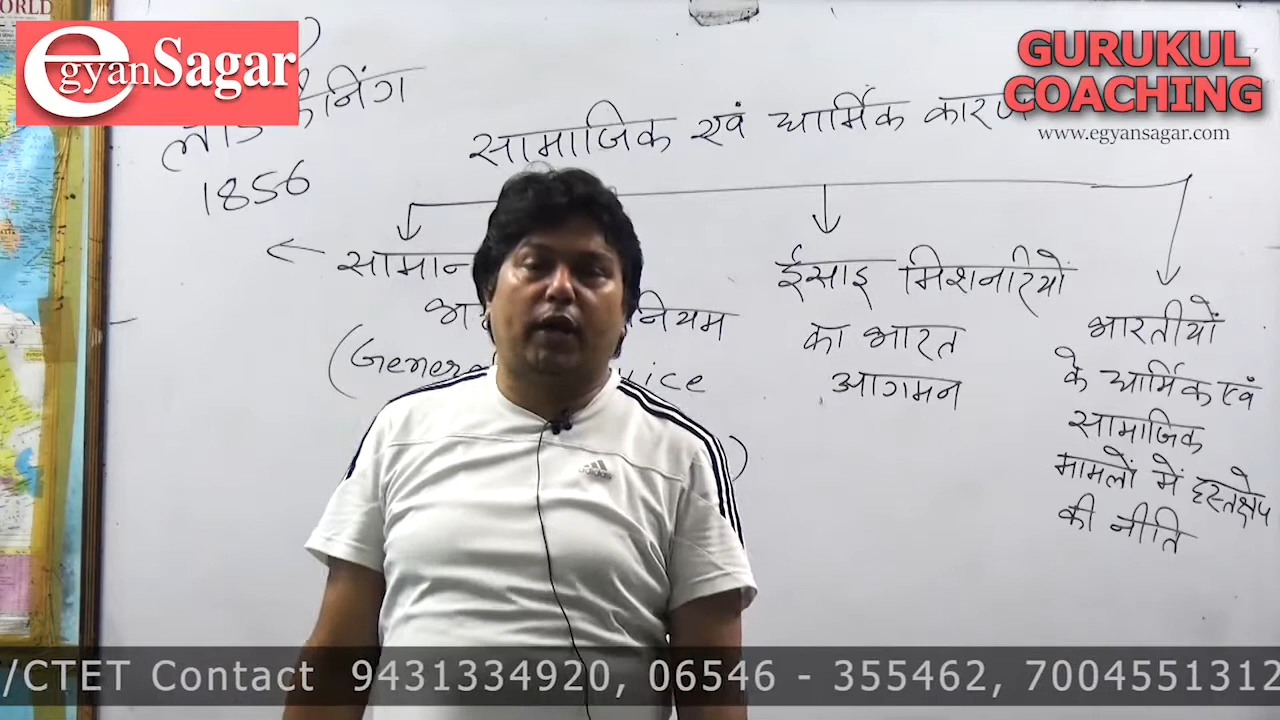 ORLD
egyanSagar
GURUKUL
COACHING
www.egyansagar.com
लार्ड
1856
सामाजिक एवं धार्मिक कारण
नियम
ईसाइ मिशनरियों
का भारत
आगमन
भारतीयों
के धार्मिक एवं
सामाजिक
मामलों में हस्तक्षेप
की नीति
/CTET Contact 9431334920, 06546 - 355462, 7004551312